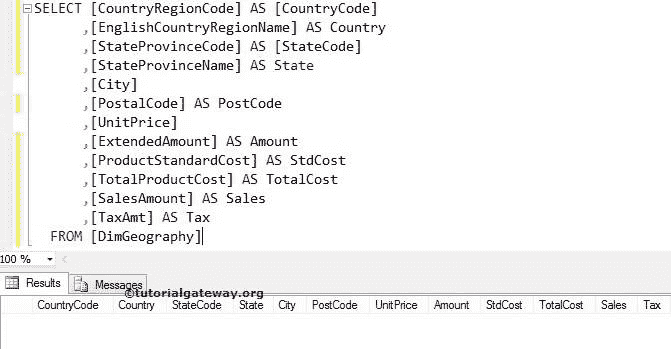 SELECT [CountryRegionCode] AS [CountryCode]
,[EnglishCountryRegionName] AS Country
,[StateProvinceCode] AS [StateCode]
,[StateProvinceName] AS State
,[City]
,[PostalCode] AS PostCode
,[UnitPrice]
,[ExtendedAmount] AS Amount
,[ProductStandardCost] AS StdCost
,[TotalProductCost] AS TotalCost
,[SalesAmount] AS Sales
,[TaxAmt] AS Tax
FROM [DimGeography]
100 %
Results Messages
©tutorialgateway.org
CountryCode Country StateCode State City PostCode UnitPrice Amount StdCost TotalCost Sales Tax